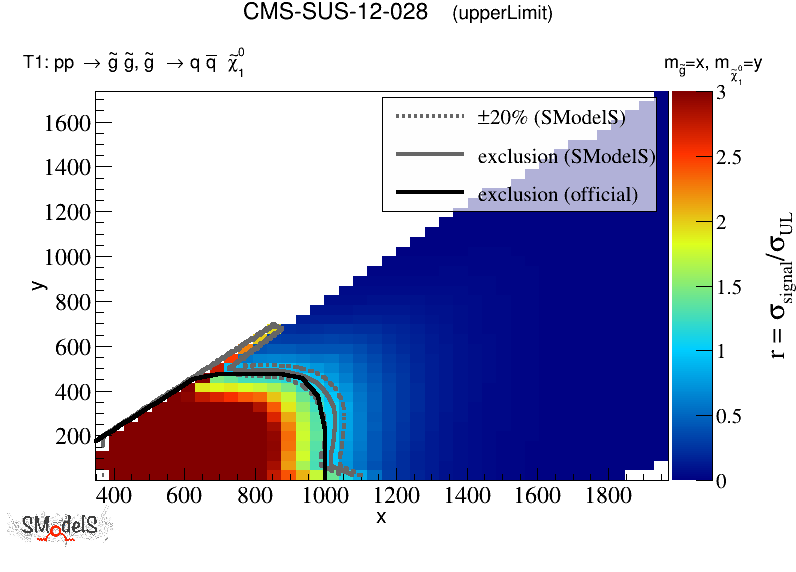 CMS-SUS-12-028 (upperLimit)
T1: pp → g̃ g̃, g̃ → q q̅ χ̃₁⁰
m_g̃=x, m_χ̃₁⁰=y
±20% (SModelS)
exclusion (SModelS)
exclusion (official)
1600
1400
1200
1000
800
600
400
200
y
400 600 800 1000 1200 1400 1600 1800
x
3
2.5
2
1.5
1
0.5
0
r = σ_signal/σ_UL
SModelS